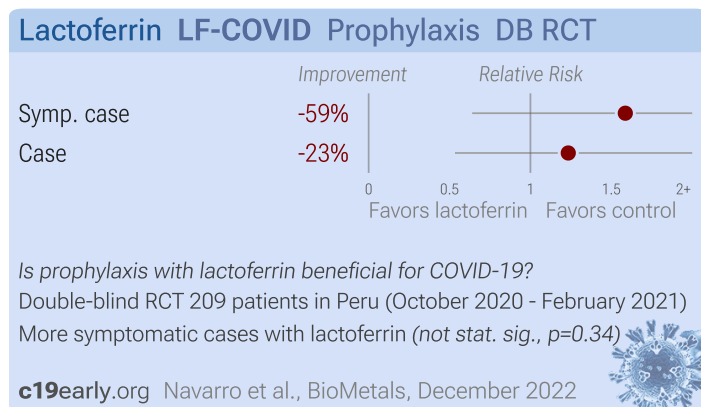 Lactoferrin LF-COVID Prophylaxis DB RCT
Improvement Relative Risk
Symp. case -59%
Case -23%
0 0.5 1 1.5 2+
Favors lactoferrin Favors control
Is prophylaxis with lactoferrin beneficial for COVID-19?
Double-blind RCT 209 patients in Peru (October 2020 - February 2021)
More symptomatic cases with lactoferrin (not stat. sig., p=0.34)
c19early.org Navarro et al., BioMetals, December 2022